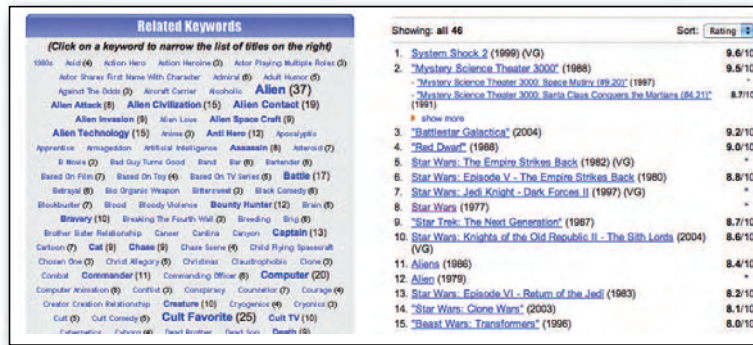 Related Keywords
(Click on a keyword to narrow the list of titles on the right)
1980s Acid (4) Action Hero Action Heroine (3) Actor Playing Multiple Roles (3)
Actor Shares First Name With Character Admiral (6) Adult Humor (5)
Against The Odds (3) Aircraft Carrier Alcoholic Alien (37)
Alien Attack (8) Alien Civilization (15) Alien Contact (19)
Alien Invasion (9) Alien Love Alien Space Craft (9)
Alien Technology (15) Anime (3) Anti Hero (12) Apocalyptic
Apprentice Armageddon Artificial Intelligence Assassin (8) Asteroid (7)
B Movie (3) Bad Guy Turns Good Band Bar (6) Bartender (6)
Based On Film (7) Based On Toy (4) Based On TV Series (5) Battle (17)
Betrayal (6) Bio Organic Weapon Bittersweet (3) Black Comedy (6)
Blockbuster (7) Blood Bloody Violence Bounty Hunter (12) Brain (5)
Bravery (10) Breaking The Fourth Wall (3) Breeding Brig (6)
Brother Sister Relationship Cancer Cantina Canyon Captain (13)
Cartoon (7) Cat (9) Chase (9) Chase Scene (4) Child Flying Spacecraft
Chosen One (3) Christ Allegory (5) Christmas Claustrophobic Clone (3)
Combat Commander (11) Commanding Officer (6) Computer (20)
Computer Animation (5) Conflict (3) Conspiracy Counsellor (7) Courage (4)
Creator Creation Relationship Creature (10) Cryogenics (4) Cryonics (3)
Cult (5) Cult Comedy (5) Cult Favorite (25) Cult TV (10)
Cybernetics Cyborg (4) Dead Brother Dead Son Death (9)
Showing: all 46 Sort: Rating
1. System Shock 2 (1999) (VG) 9.6/10
2. "Mystery Science Theater 3000" (1988) 9.5/10
- "Mystery Science Theater 3000: Space Mutiny (#9.20)" (1997)
- "Mystery Science Theater 3000: Santa Claus Conquers the Martians (#4.21)" 8.7/10
(1991)
show more
3. "Battlestar Galactica" (2004) 9.2/10
4. "Red Dwarf" (1988) 9.0/10
5. Star Wars: The Empire Strikes Back (1982) (VG)
6. Star Wars: Episode V - The Empire Strikes Back (1980) 8.8/10
7. Star Wars: Jedi Knight - Dark Forces II (1997) (VG)
8. Star Wars (1977)
9. "Star Trek: The Next Generation" (1987) 8.7/10
10. Star Wars: Knights of the Old Republic II - The Sith Lords (2004) 8.6/10
(VG)
11. Aliens (1986) 8.4/10
12. Alien (1979)
13. Star Wars: Episode VI - Return of the Jedi (1983) 8.2/10
14. "Star Wars: Clone Wars" (2003) 8.1/10
15. "Beast Wars: Transformers" (1996) 8.0/10